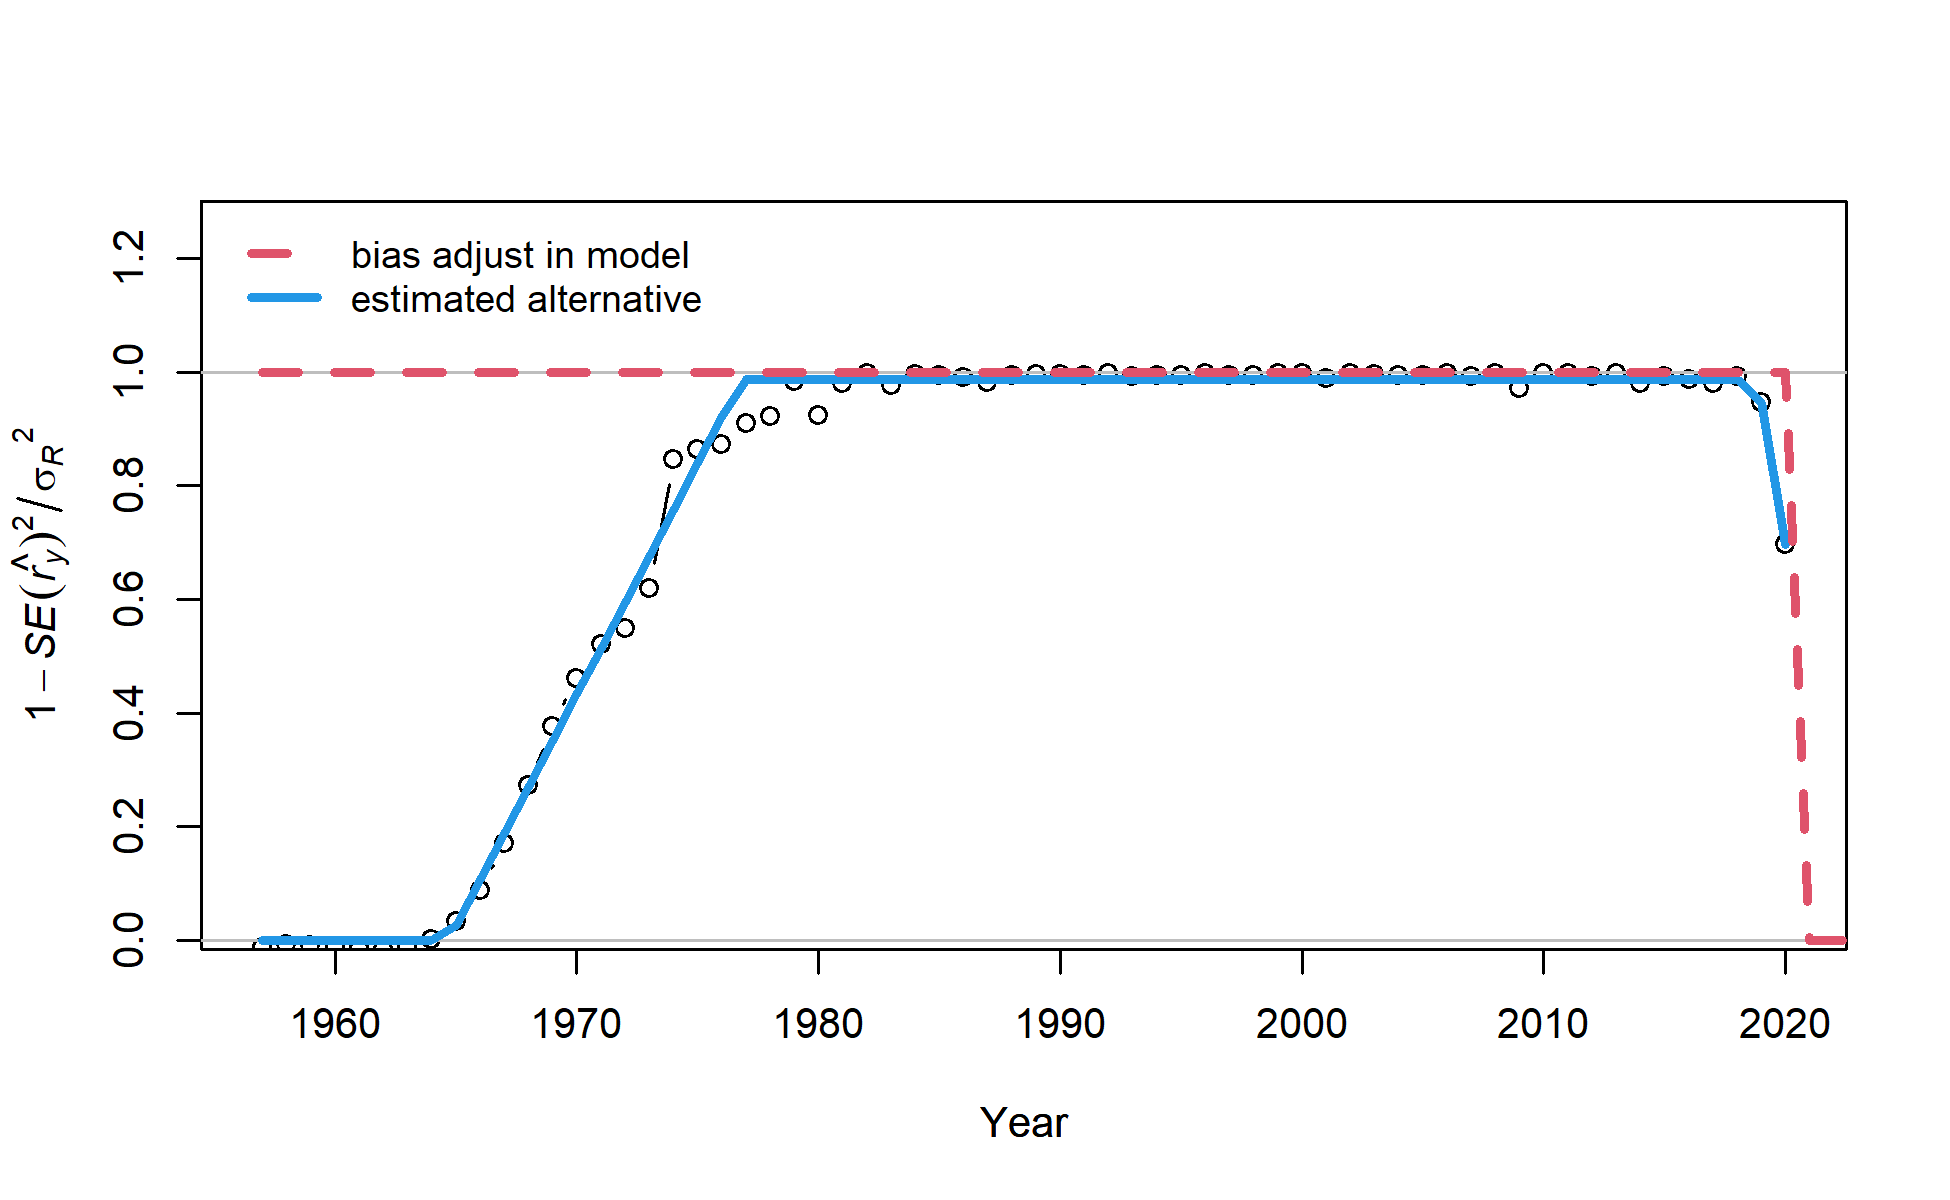 bias adjust in model
estimated alternative
1 − SE(r̂y)² / σR²
1.2
1.0
0.8
0.6
0.4
0.2
0.0
1960 1970 1980 1990 2000 2010 2020
Year